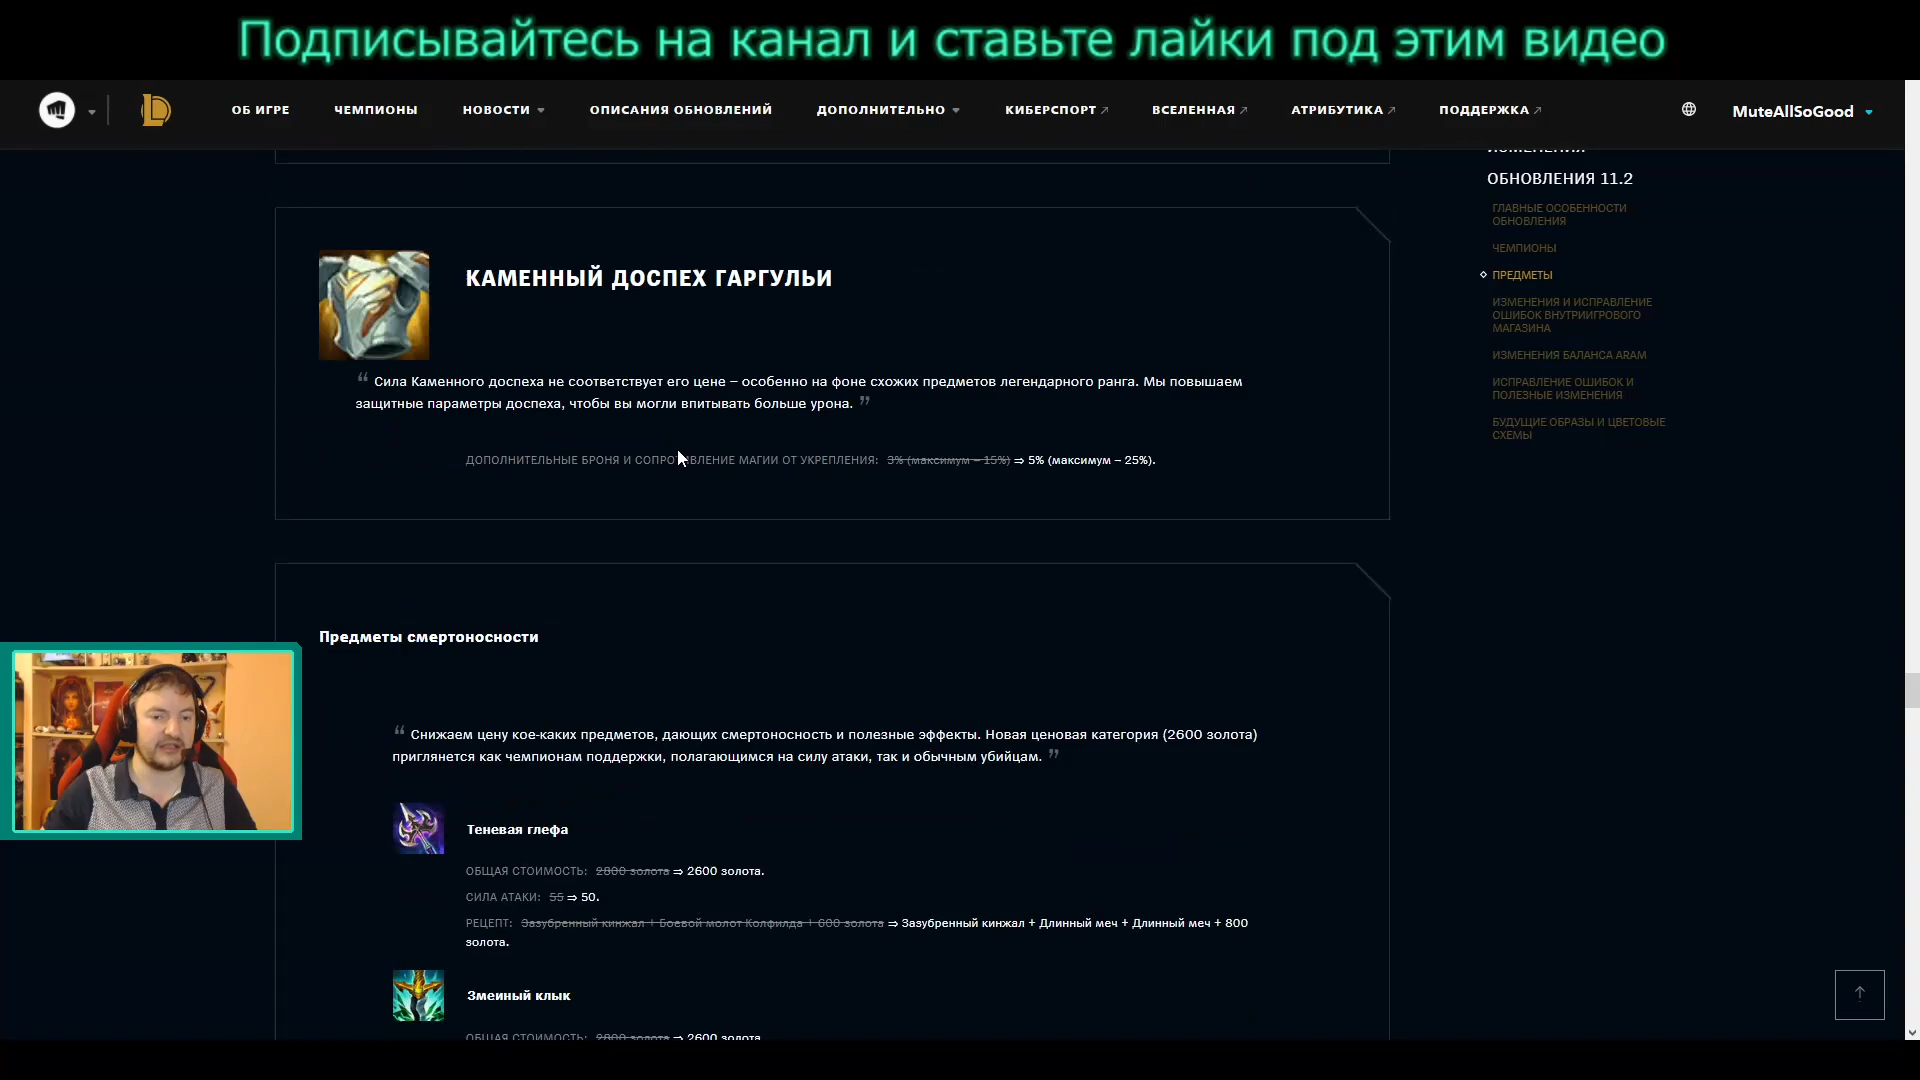 Подписывайтесь на канал и ставьте лайки под этим видео
ОБ ИГРЕ
ЧЕМПИОНЫ
НОВОСТИ
ОПИСАНИЯ ОБНОВЛЕНИЙ
ДОПОЛНИТЕЛЬНО
КИБЕРСПОРТ
ВСЕЛЕННАЯ
АТРИБУТИКА
ПОДДЕРЖКА
MuteAllSoGood
КАМЕННЫЙ ДОСПЕХ ГАРГУЛЬИ
“ Сила Каменного доспеха не соответствует его цене – особенно на фоне схожих предметов легендарного ранга. Мы повышаем
защитные параметры доспеха, чтобы вы могли впитывать больше урона. ”
ДОПОЛНИТЕЛЬНЫЕ БРОНЯ И СОПРОТИВЛЕНИЕ МАГИИ ОТ УКРЕПЛЕНИЯ: 3% (максимум – 15%) ⇒ 5% (максимум – 25%).
Предметы смертоносности
“ Снижаем цену кое-каких предметов, дающих смертоносность и полезные эффекты. Новая ценовая категория (2600 золота)
приглянется как чемпионам поддержки, полагающимся на силу атаки, так и обычным убийцам. ”
Теневая глефа
ОБЩАЯ СТОИМОСТЬ: 2800 золота ⇒ 2600 золота.
СИЛА АТАКИ: 55 ⇒ 50.
РЕЦЕПТ: Зазубренный кинжал + Боевой молот Колфилда + 600 золота ⇒ Зазубренный кинжал + Длинный меч + Длинный меч + 800
золота.
Змеиный клык
ОБЩАЯ СТОИМОСТЬ: 2800 золота ⇒ 2600 золота.
ИЗМЕНЕНИЯ
ОБНОВЛЕНИЯ 11.2
ГЛАВНЫЕ ОСОБЕННОСТИ
ОБНОВЛЕНИЯ
ЧЕМПИОНЫ
ПРЕДМЕТЫ
ИЗМЕНЕНИЯ И ИСПРАВЛЕНИЕ
ОШИБОК ВНУТРИИГРОВОГО
МАГАЗИНА
ИЗМЕНЕНИЯ БАЛАНСА ARAM
ИСПРАВЛЕНИЕ ОШИБОК И
ПОЛЕЗНЫЕ ИЗМЕНЕНИЯ
БУДУЩИЕ ОБРАЗЫ И ЦВЕТОВЫЕ
СХЕМЫ